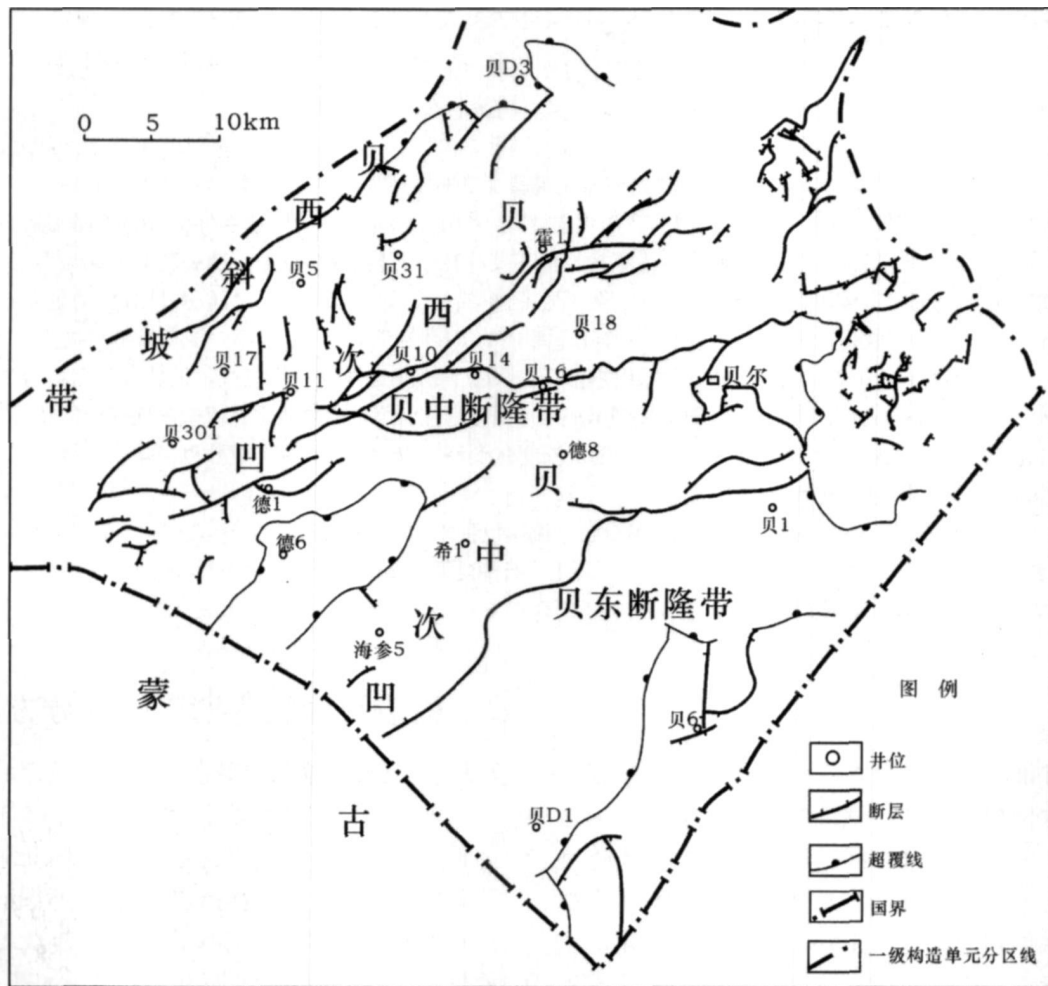 贝D3
0 5 10km
贝西斜坡带
贝西次凹
霍1
贝5
贝31
贝18
贝17
贝10
贝14
贝16
贝尔
贝11
贝中断隆带
贝301
德8
贝中次凹
德1
贝1
希1
德6
贝东断隆带
海参5
蒙古
贝6
贝D1
图 例
井位
断层
超覆线
国界
一级构造单元分区线